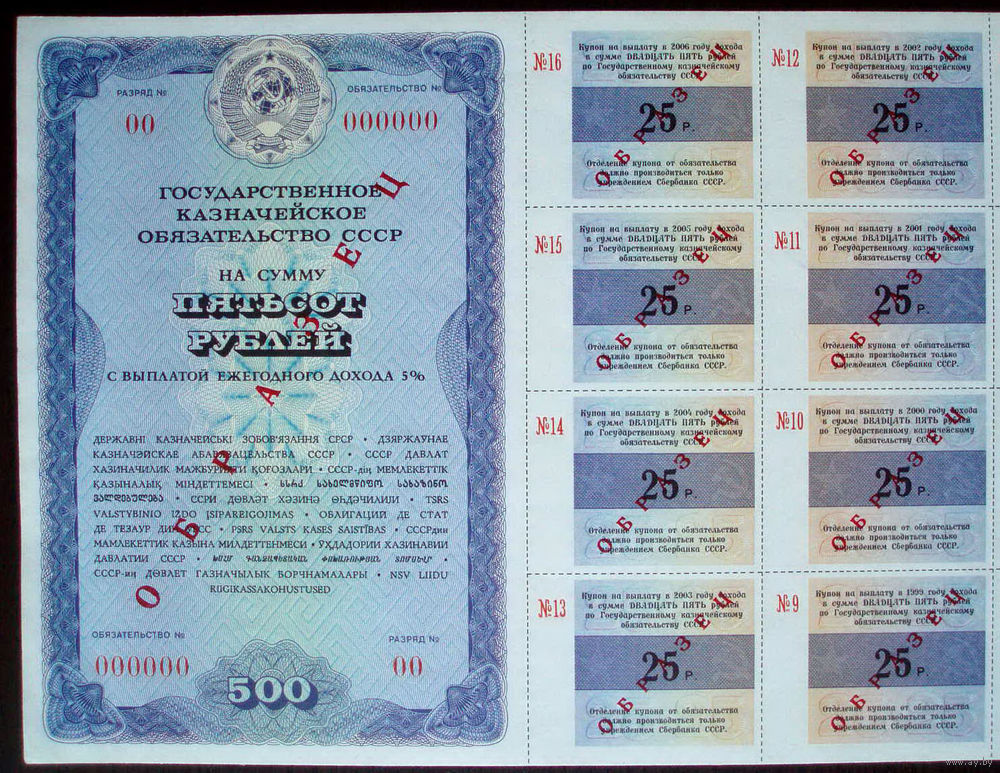 РАЗРЯД №
ОБЯЗАТЕЛЬСТВО №
00
000000
ГОСУДАРСТВЕННОЕ
КАЗНАЧЕЙСКОЕ
ОБЯЗАТЕЛЬСТВО СССР
НА СУММУ
ПЯТЬСОТ
РУБЛЕЙ
С ВЫПЛАТОЙ ЕЖЕГОДНОГО ДОХОДА 5%
ОБРАЗЕЦ
ДЕРЖАВНІ КАЗНАЧЕЙСЬКІ ЗОБОВ'ЯЗАННЯ СРСР • ДЗЯРЖАЎНАЕ
КАЗНАЧЭЙСКАЕ АБАВЯЗАЦЕЛЬСТВА СССР • СССР ДАВЛАТ
ХАЗИНАЧИЛИК МАЖБУРИЯТИ ҚОҒОЗЛАРИ • СССР-дің МЕМЛЕКЕТТІК
ҚАЗЫНАЛЫҚ МІНДЕТТЕМЕСІ • სსრკ სახელმწიფო სახაზინო
ვალდებულება • ССРИ ДӨВЛӘТ ХӘЗИНӘ ӨҺДӘЧИЛИЈИ • TSRS
VALSTYBINIO IŽDO ĮSIPAREIGOJIMAS • ОБЛИГАЦИИ ДЕ СТАТ
ДЕ ТЕЗАУР ДИН УРСС • PSRS VALSTS KASES SAISTĪBAS • СССРдин
МАМЛЕКЕТТИК КАЗЫНА МИЛДЕТТЕНМЕСИ • ӮҲДАДОРИИ ХАЗИНАВИИ
ДАВЛАТИИ СССР • ՍՍՀՄ ԳԱՆՁԱՊԵՏԱԿԱՆ •
СССР-иң ДӨВЛЕТ ГАЗНАЧЫЛЫК БОРЧНАМАЛАРЫ • NSV LIIDU
RIIGIKASSAKOHUSTUSED
ОБЯЗАТЕЛЬСТВО №
РАЗРЯД №
000000
00
500
№16
Купон на выплату в 2006 году дохода
в сумме ДВАДЦАТЬ ПЯТЬ рублей
по Государственному казначейскому
обязательству СССР
25 Р.
Отделение купона от обязательства
должно производиться только
учреждением Сбербанка СССР.
ОБРАЗЕЦ
№12
Купон на выплату в 2002 году дохода
в сумме ДВАДЦАТЬ ПЯТЬ рублей
по Государственному казначейскому
обязательству СССР
25 Р.
Отделение купона от обязательства
должно производиться только
учреждением Сбербанка СССР.
ОБРАЗЕЦ
№15
Купон на выплату в 2005 году дохода
в сумме ДВАДЦАТЬ ПЯТЬ рублей
по Государственному казначейскому
обязательству СССР
25 Р.
Отделение купона от обязательства
должно производиться только
учреждением Сбербанка СССР.
ОБРАЗЕЦ
№11
Купон на выплату в 2001 году дохода
в сумме ДВАДЦАТЬ ПЯТЬ рублей
по Государственному казначейскому
обязательству СССР
25 Р.
Отделение купона от обязательства
должно производиться только
учреждением Сбербанка СССР.
ОБРАЗЕЦ
№14
Купон на выплату в 2004 году дохода
в сумме ДВАДЦАТЬ ПЯТЬ рублей
по Государственному казначейскому
обязательству СССР
25 Р.
Отделение купона от обязательства
должно производиться только
учреждением Сбербанка СССР.
ОБРАЗЕЦ
№10
Купон на выплату в 2000 году дохода
в сумме ДВАДЦАТЬ ПЯТЬ рублей
по Государственному казначейскому
обязательству СССР
25 Р.
Отделение купона от обязательства
должно производиться только
учреждением Сбербанка СССР.
ОБРАЗЕЦ
№13
Купон на выплату в 2003 году дохода
в сумме ДВАДЦАТЬ ПЯТЬ рублей
по Государственному казначейскому
обязательству СССР
25 Р.
Отделение купона от обязательства
должно производиться только
учреждением Сбербанка СССР.
ОБРАЗЕЦ
№9
Купон на выплату в 1999 году дохода
в сумме ДВАДЦАТЬ ПЯТЬ рублей
по Государственному казначейскому
обязательству СССР
25 Р.
Отделение купона от обязательства
должно производиться только
учреждением Сбербанка СССР.
ОБРАЗЕЦ
www.ay.by